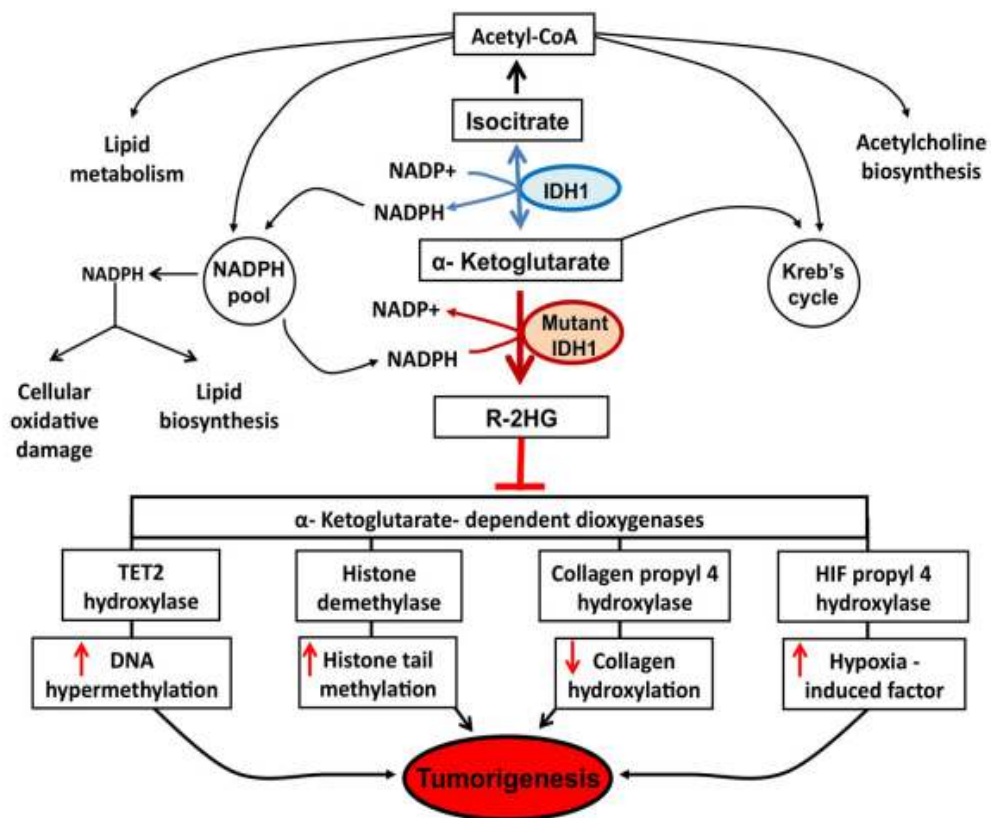 Acetyl-CoA
Isocitrate
Lipid
metabolism
Acetylcholine
biosynthesis
NADP+
IDH1
NADPH
α- Ketoglutarate
NADPH
NADPH
pool
Kreb's
cycle
NADP+
Mutant
IDH1
NADPH
Cellular
oxidative
damage
Lipid
biosynthesis
R-2HG
α- Ketoglutarate- dependent dioxygenases
TET2
hydroxylase
Histone
demethylase
Collagen propyl 4
hydroxylase
HIF propyl 4
hydroxylase
DNA
hypermethylation
Histone tail
methylation
Collagen
hydroxylation
Hypoxia -
induced factor
Tumorigenesis